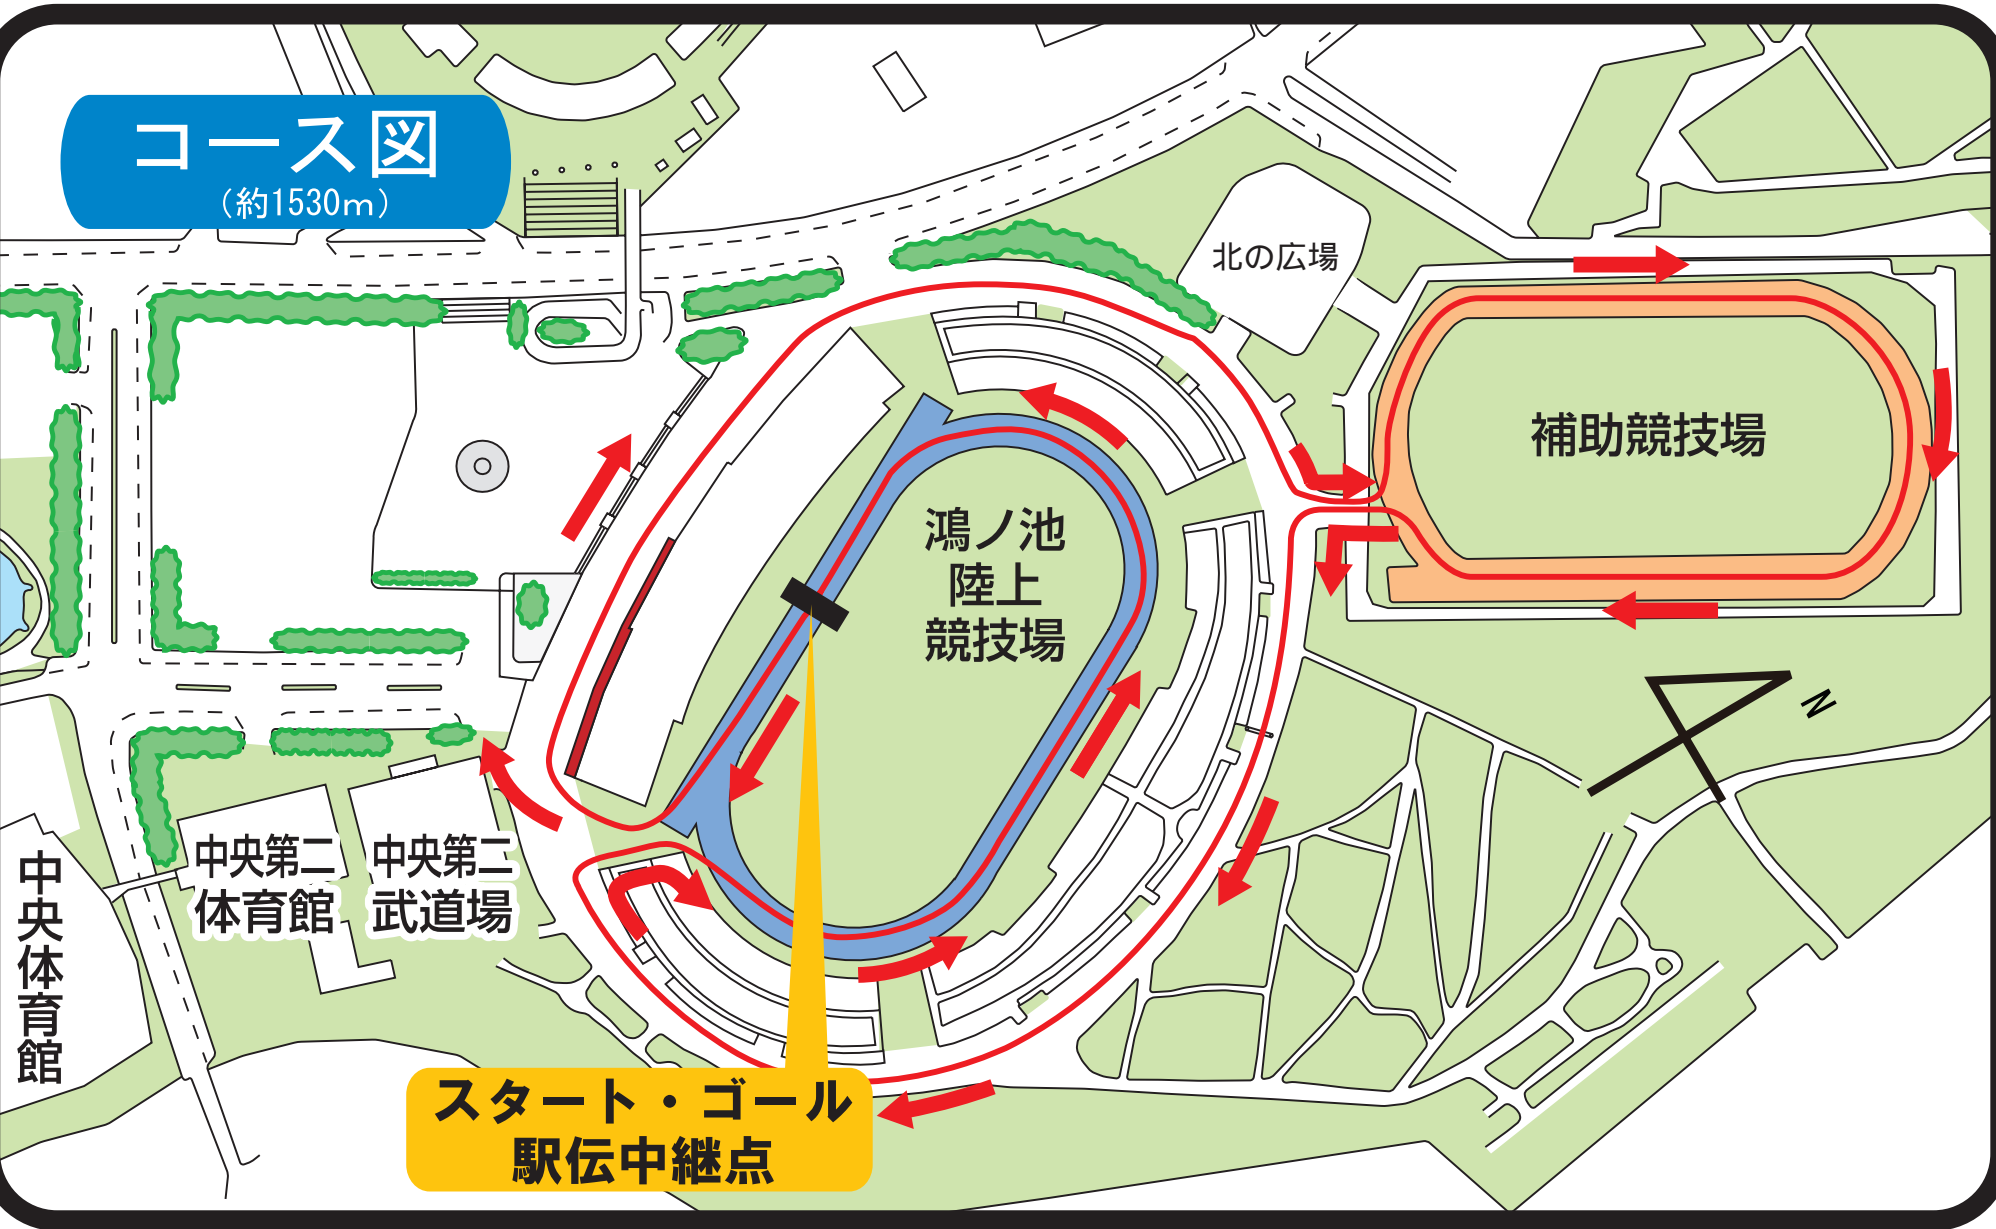 コース図
（約1530m）
北の広場
補助競技場
鴻ノ池
陸上
競技場
N
中央第二
体育館
中央第二
武道場
中央体育館
スタート・ゴール
駅伝中継点